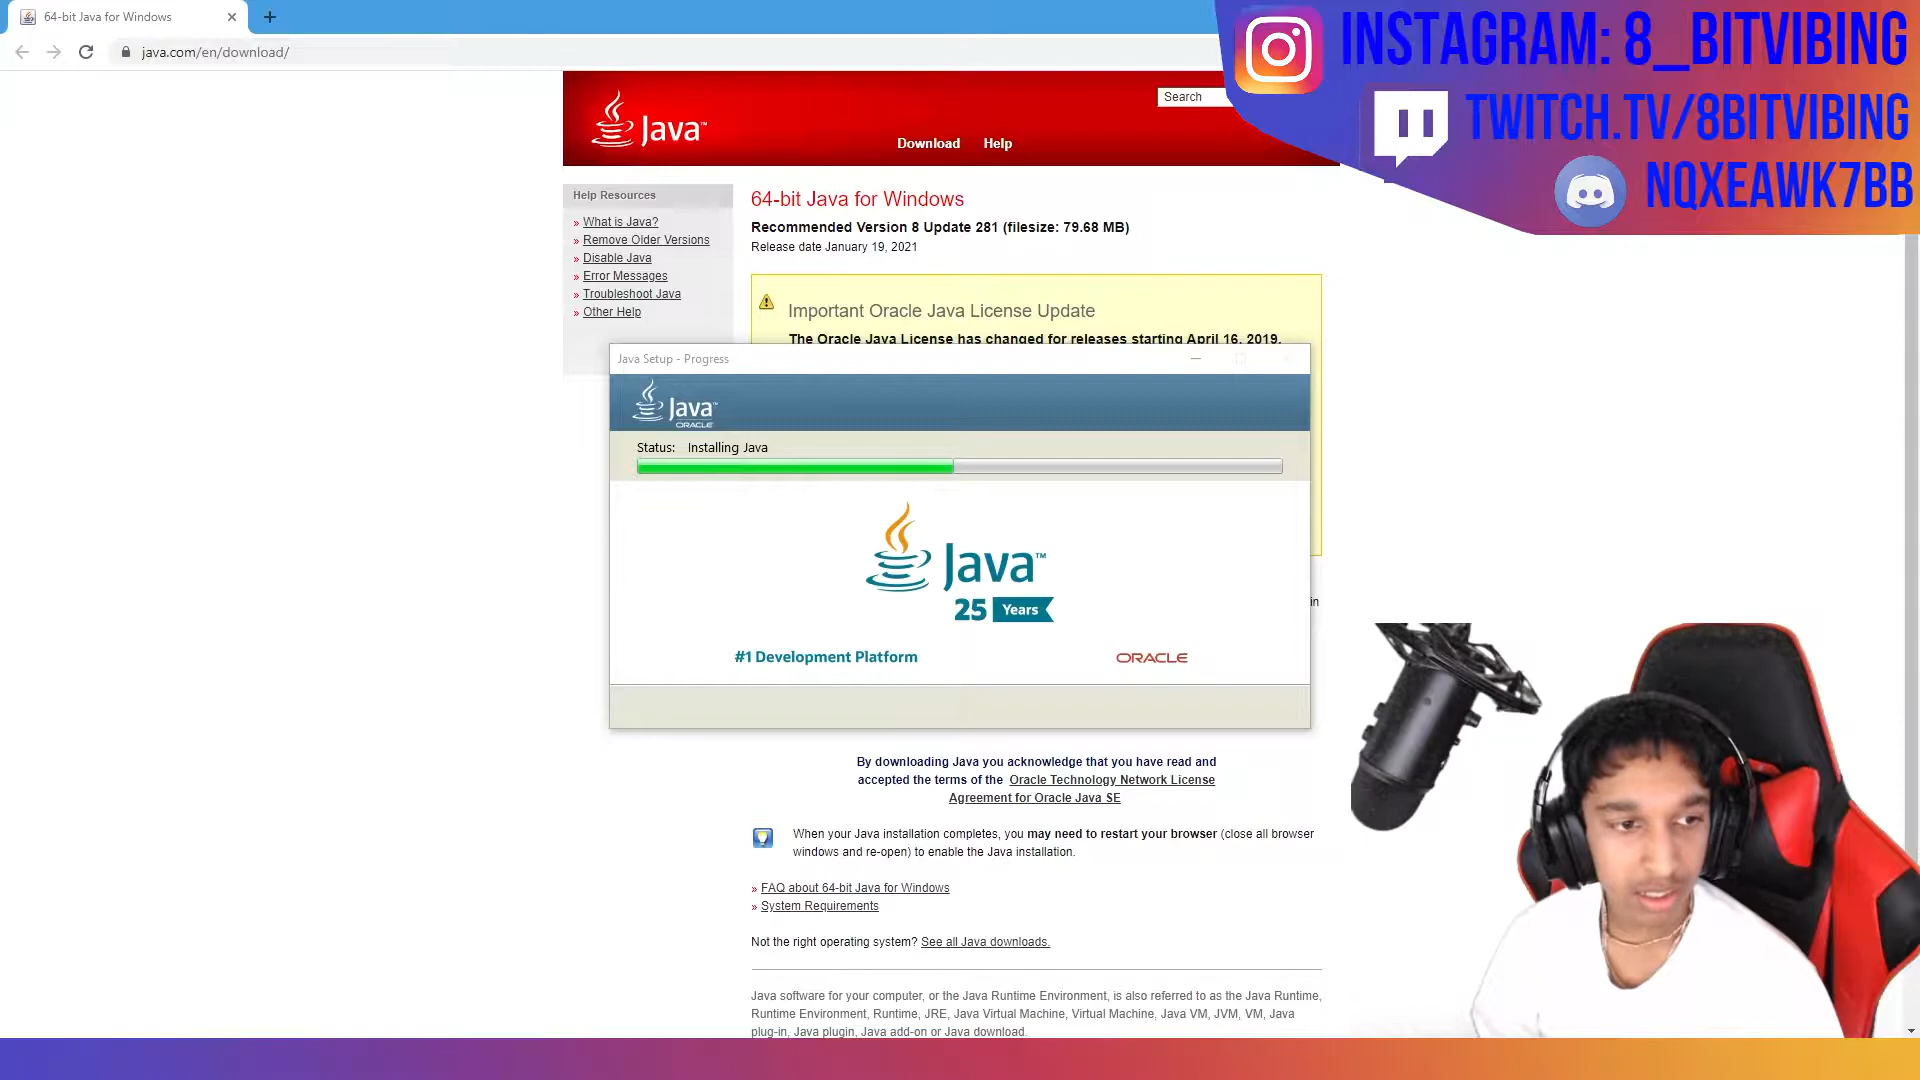 64-bit Java for Windows
java.com/en/download/
INSTAGRAM: 8_BITVIBING
TWITCH.TV/8BITVIBING
NQXEAWK7BB
Java™
Search
Download Help
Help Resources
» What is Java?
» Remove Older Versions
» Disable Java
» Error Messages
» Troubleshoot Java
» Other Help
64-bit Java for Windows
Recommended Version 8 Update 281 (filesize: 79.68 MB)
Release date January 19, 2021
Important Oracle Java License Update
The Oracle Java License has changed for releases starting April 16, 2019.
Java Setup - Progress
Java™
ORACLE
Status: Installing Java
Java™
25 Years
#1 Development Platform
ORACLE
in
By downloading Java you acknowledge that you have read and
accepted the terms of the Oracle Technology Network License
Agreement for Oracle Java SE
When your Java installation completes, you may need to restart your browser (close all browser
windows and re-open) to enable the Java installation.
» FAQ about 64-bit Java for Windows
» System Requirements
Not the right operating system? See all Java downloads.
Java software for your computer, or the Java Runtime Environment, is also referred to as the Java Runtime,
Runtime Environment, Runtime, JRE, Java Virtual Machine, Virtual Machine, Java VM, JVM, VM, Java
plug-in, Java plugin, Java add-on or Java download.